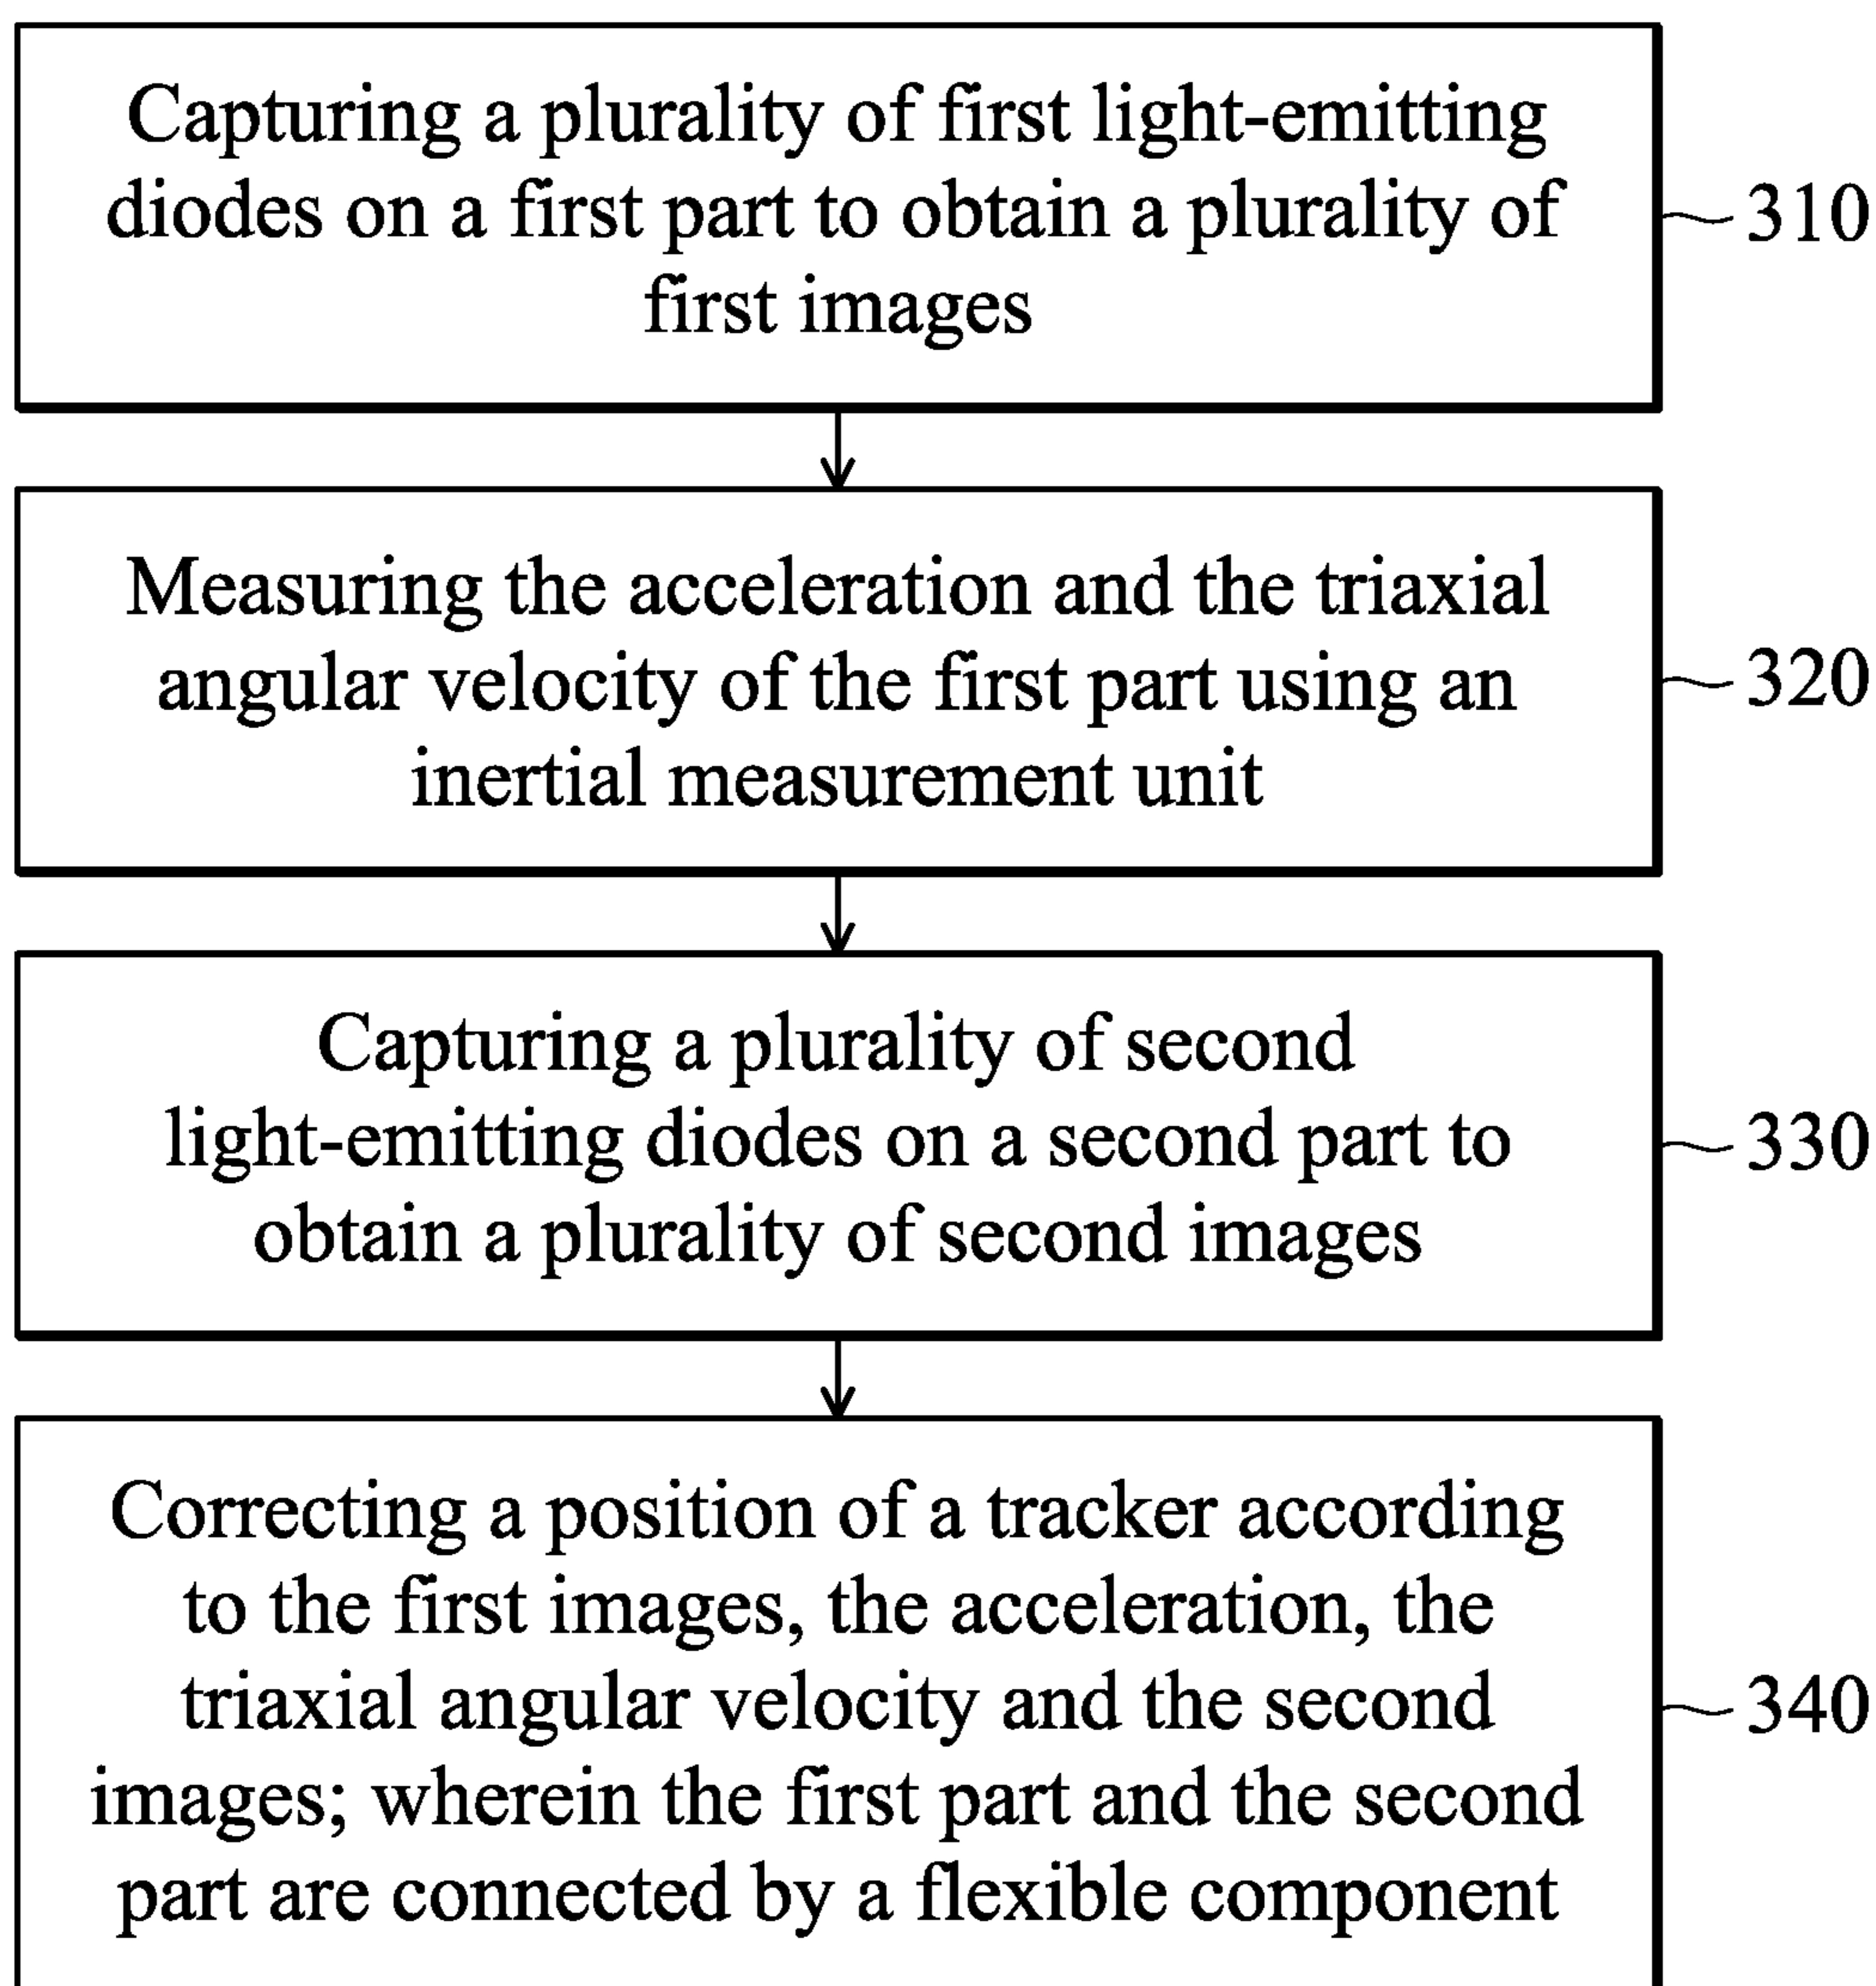 Capturing a plurality of first light-emitting
diodes on a first part to obtain a plurality of
first images
310
Measuring the acceleration and the triaxial
angular velocity of the first part using an
inertial measurement unit
320
Capturing a plurality of second
light-emitting diodes on a second part to
obtain a plurality of second images
330
Correcting a position of a tracker according
to the first images, the acceleration, the
triaxial angular velocity and the second
images; wherein the first part and the second
part are connected by a flexible component
340